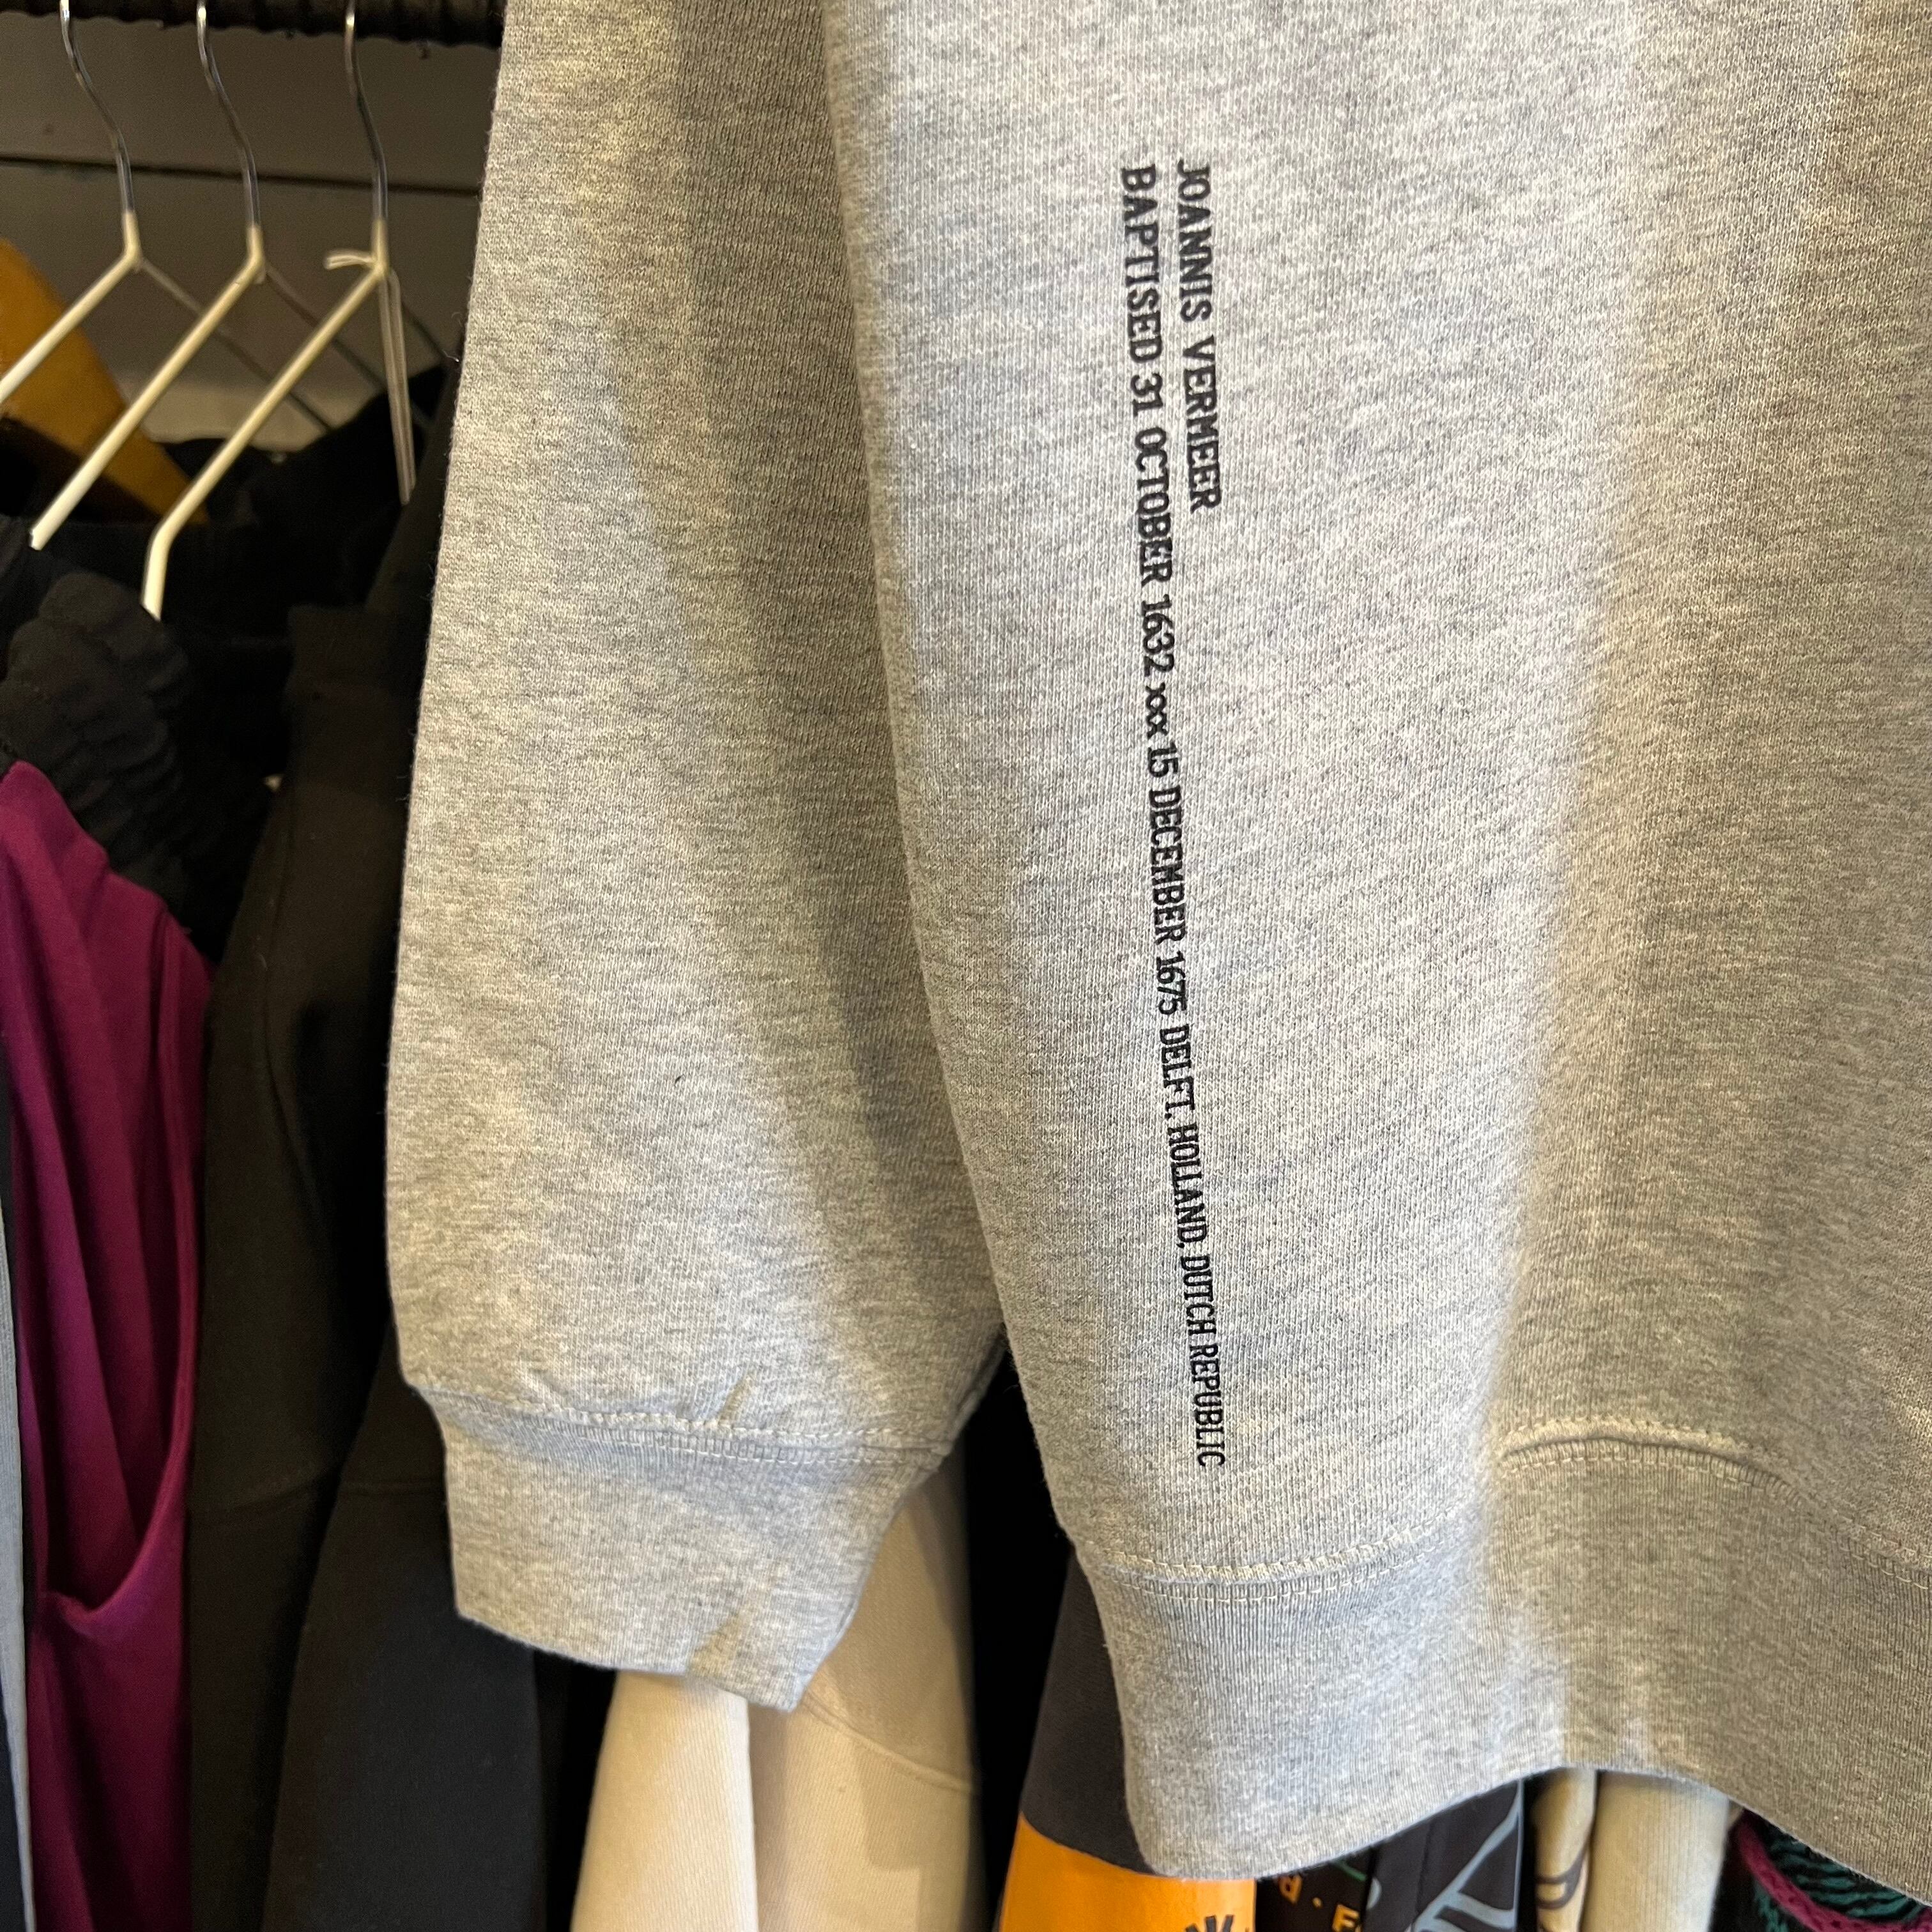 JOANNIS VERMEER
BAPTISED 31 OCTOBER 1632 xxx 15 DECEMBER 1675 DELFT, HOLLAND, DUTCH REPUBLIC